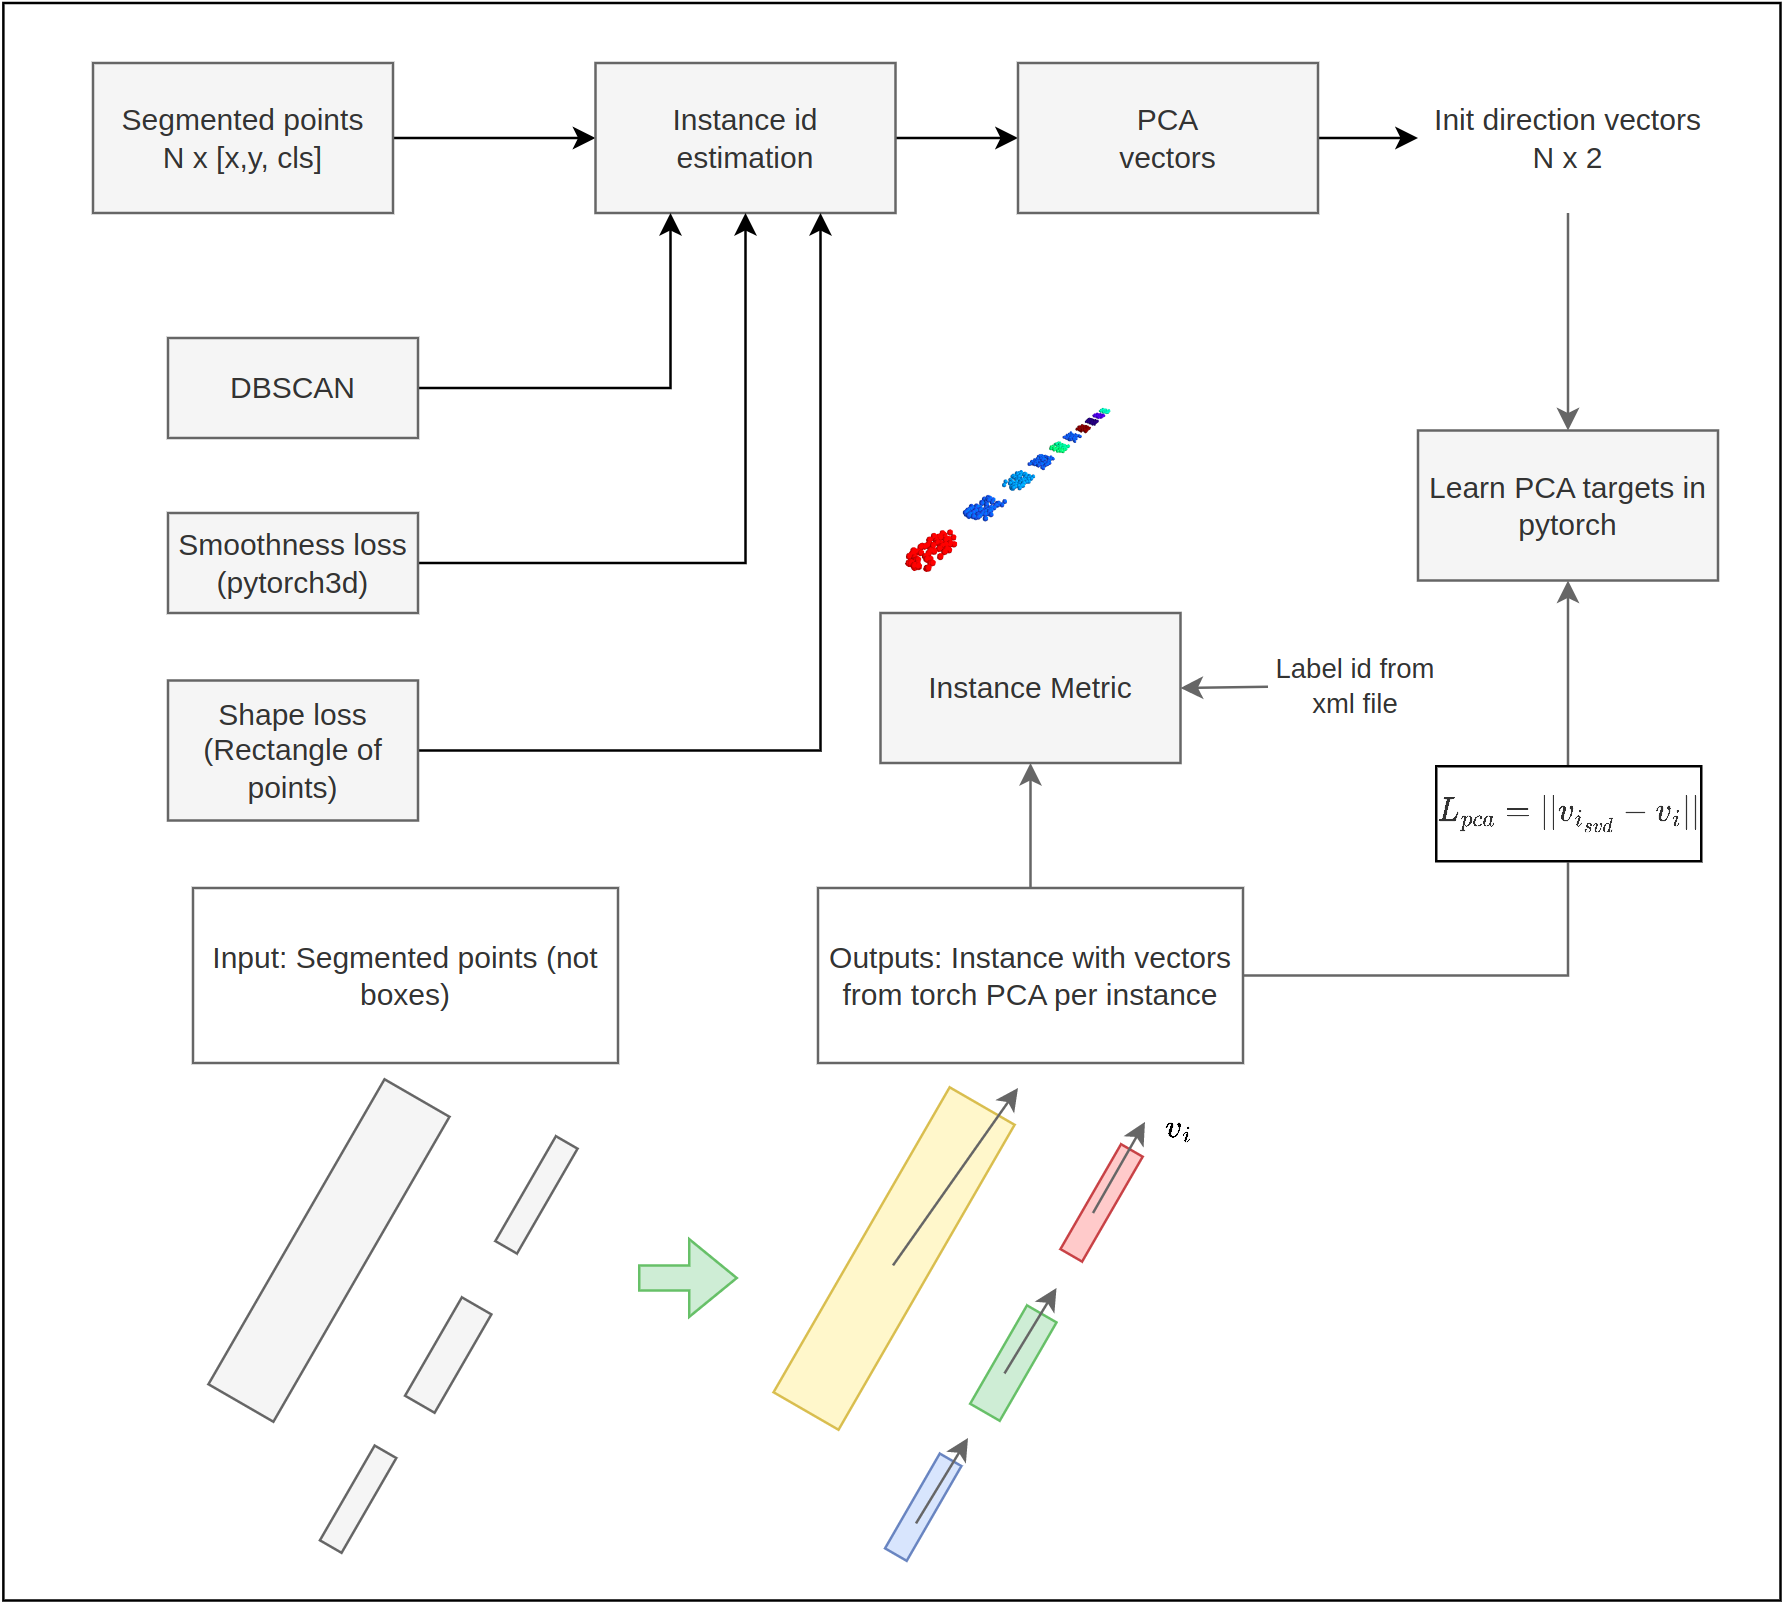 Segmented points
N x [x,y, cls]
Instance id
estimation
PCA
vectors
Init direction vectors
N x 2
DBSCAN
Smoothness loss
(pytorch3d)
Shape loss
(Rectangle of
points)
Learn PCA targets in
pytorch
Instance Metric
Label id from
xml file
L_{pca} = ||v_{i_{svd}} − v_i||
Input: Segmented points (not
boxes)
Outputs: Instance with vectors
from torch PCA per instance
v_i